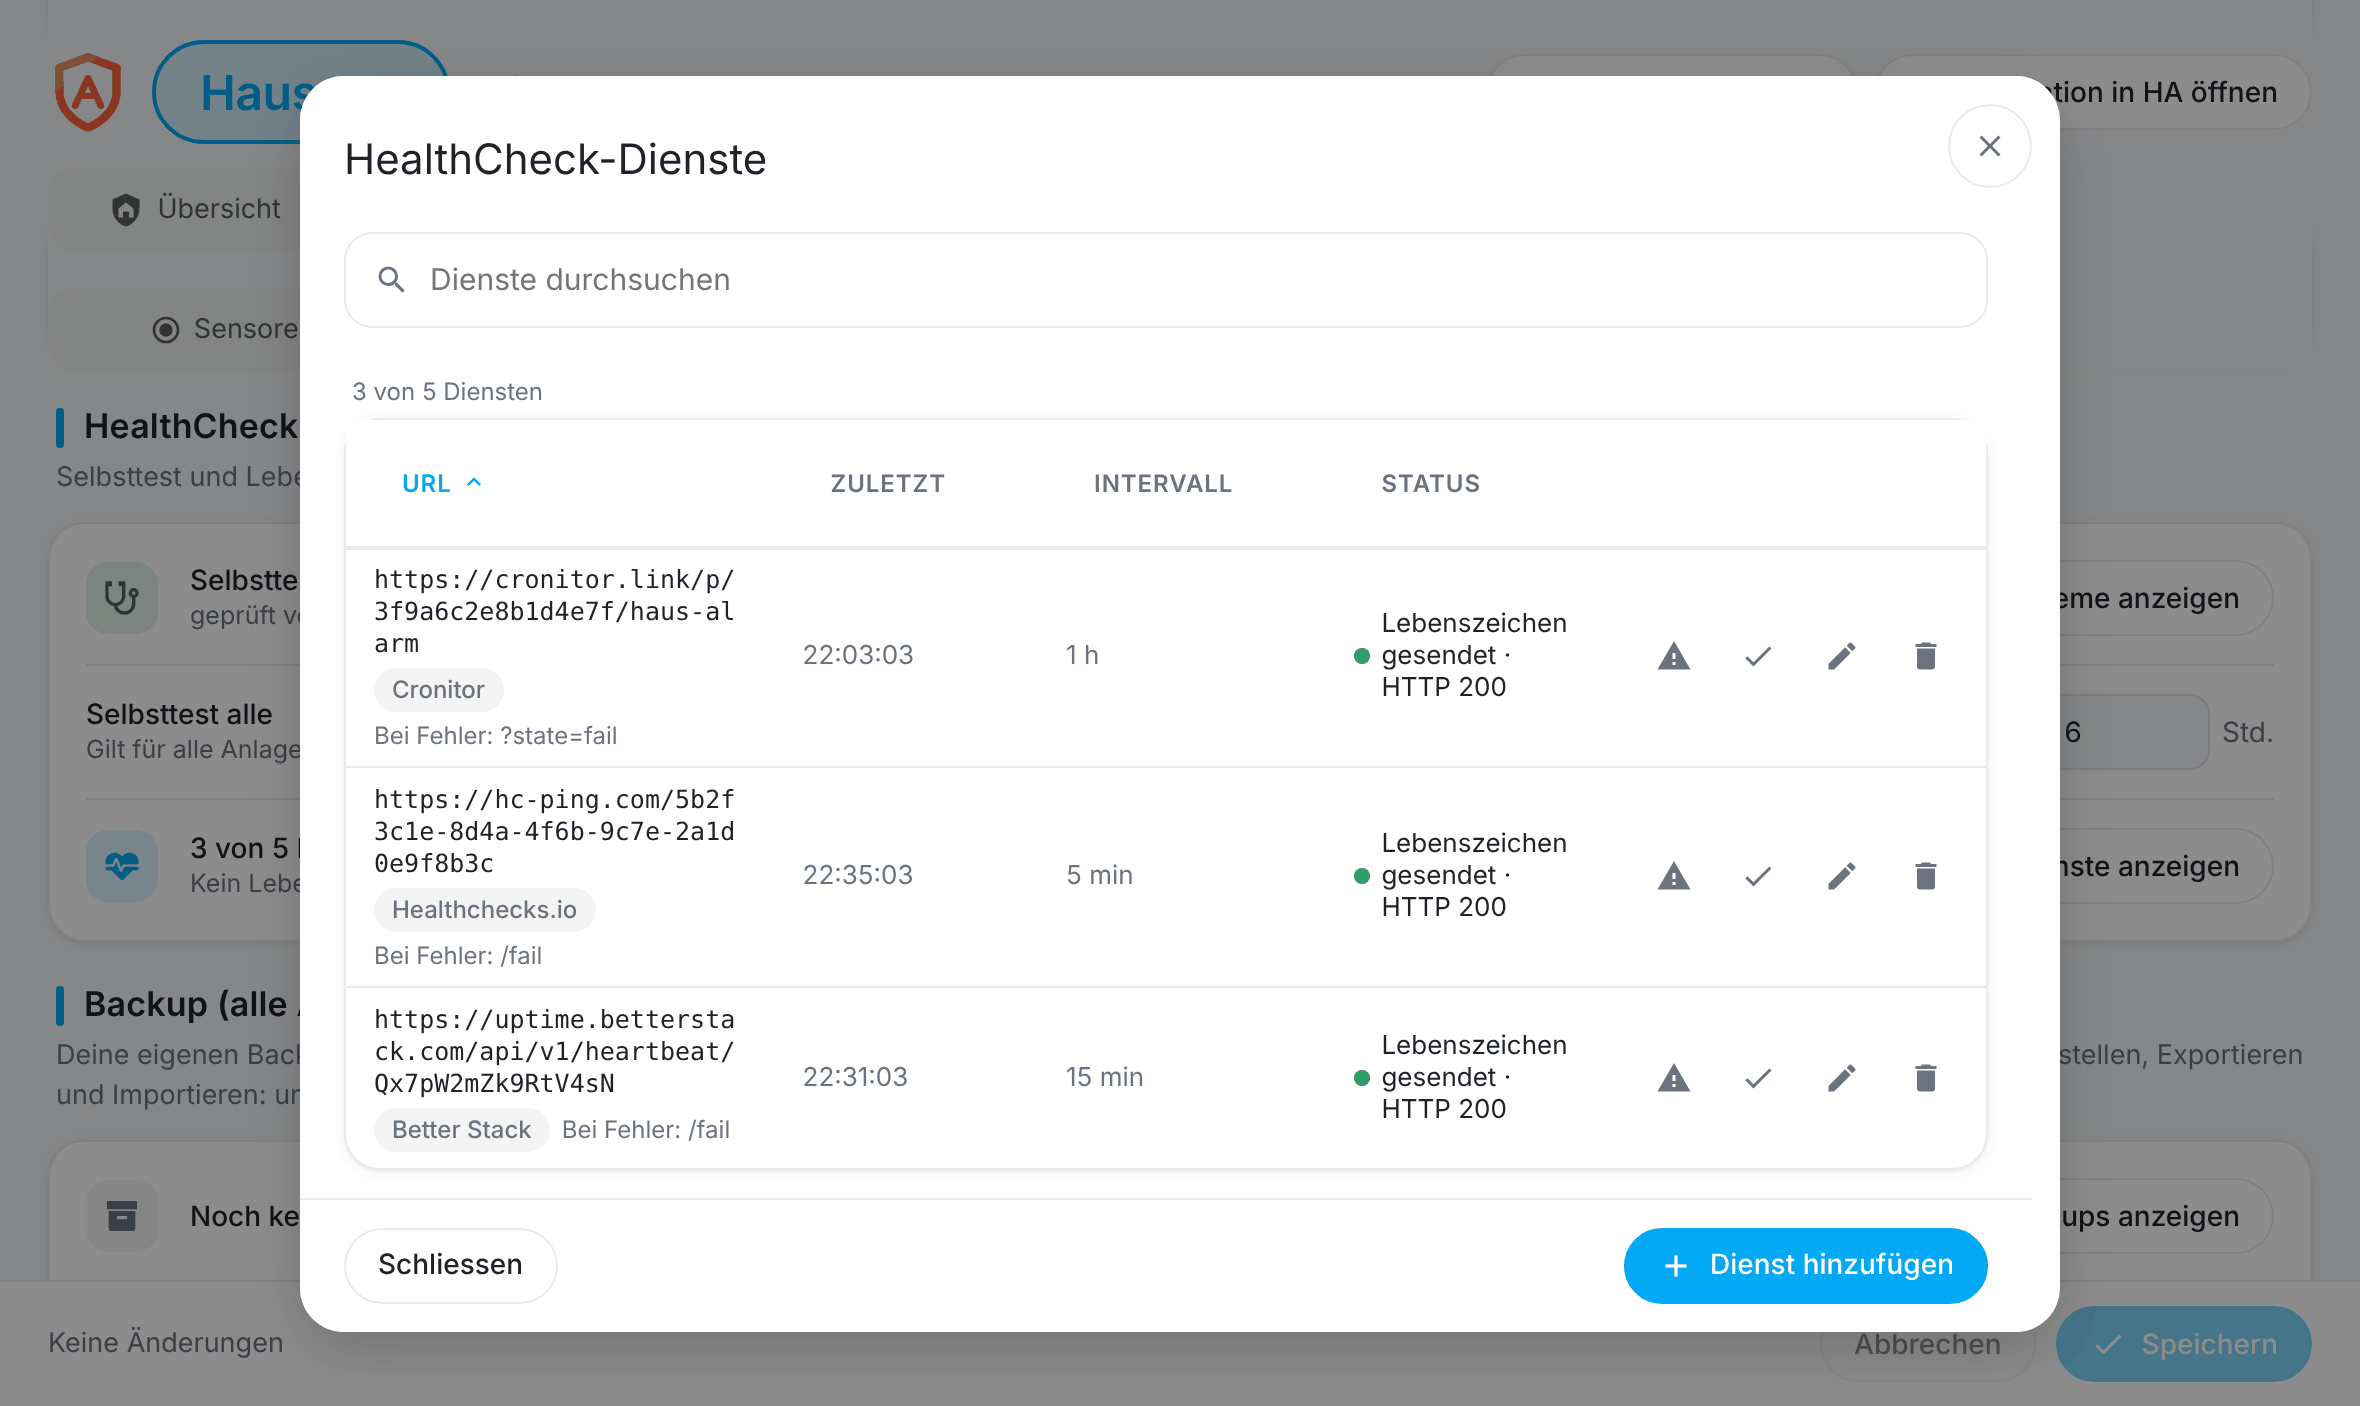 Haus
tion in HA öffnen
HealthCheck-Dienste
Übersicht
Dienste durchsuchen
Sensore
3 von 5 Diensten
HealthCheck
Selbsttest und Lebe
URL ZULETZT INTERVALL STATUS
https://cronitor.link/p/
3f9a6c2e8b1d4e7f/haus-al
arm
Cronitor
Bei Fehler: ?state=fail
22:03:03
1 h
Lebenszeichen
gesendet ·
HTTP 200
https://hc-ping.com/5b2f
3c1e-8d4a-4f6b-9c7e-2a1d
0e9f8b3c
Healthchecks.io
Bei Fehler: /fail
22:35:03
5 min
Lebenszeichen
gesendet ·
HTTP 200
https://uptime.bettersta
ck.com/api/v1/heartbeat/
Qx7pW2mZk9RtV4sN
Better Stack Bei Fehler: /fail
22:31:03
15 min
Lebenszeichen
gesendet ·
HTTP 200
Schliessen
Dienst hinzufügen
Selbstte
geprüft v
eme anzeigen
Selbsttest alle
Gilt für alle Anlage
6 Std.
3 von 5
Kein Lebe
nste anzeigen
Backup (alle
Deine eigenen Back
stellen, Exportieren
und Importieren: un
Noch ke
ups anzeigen
Keine Änderungen
Abbrechen
Speichern